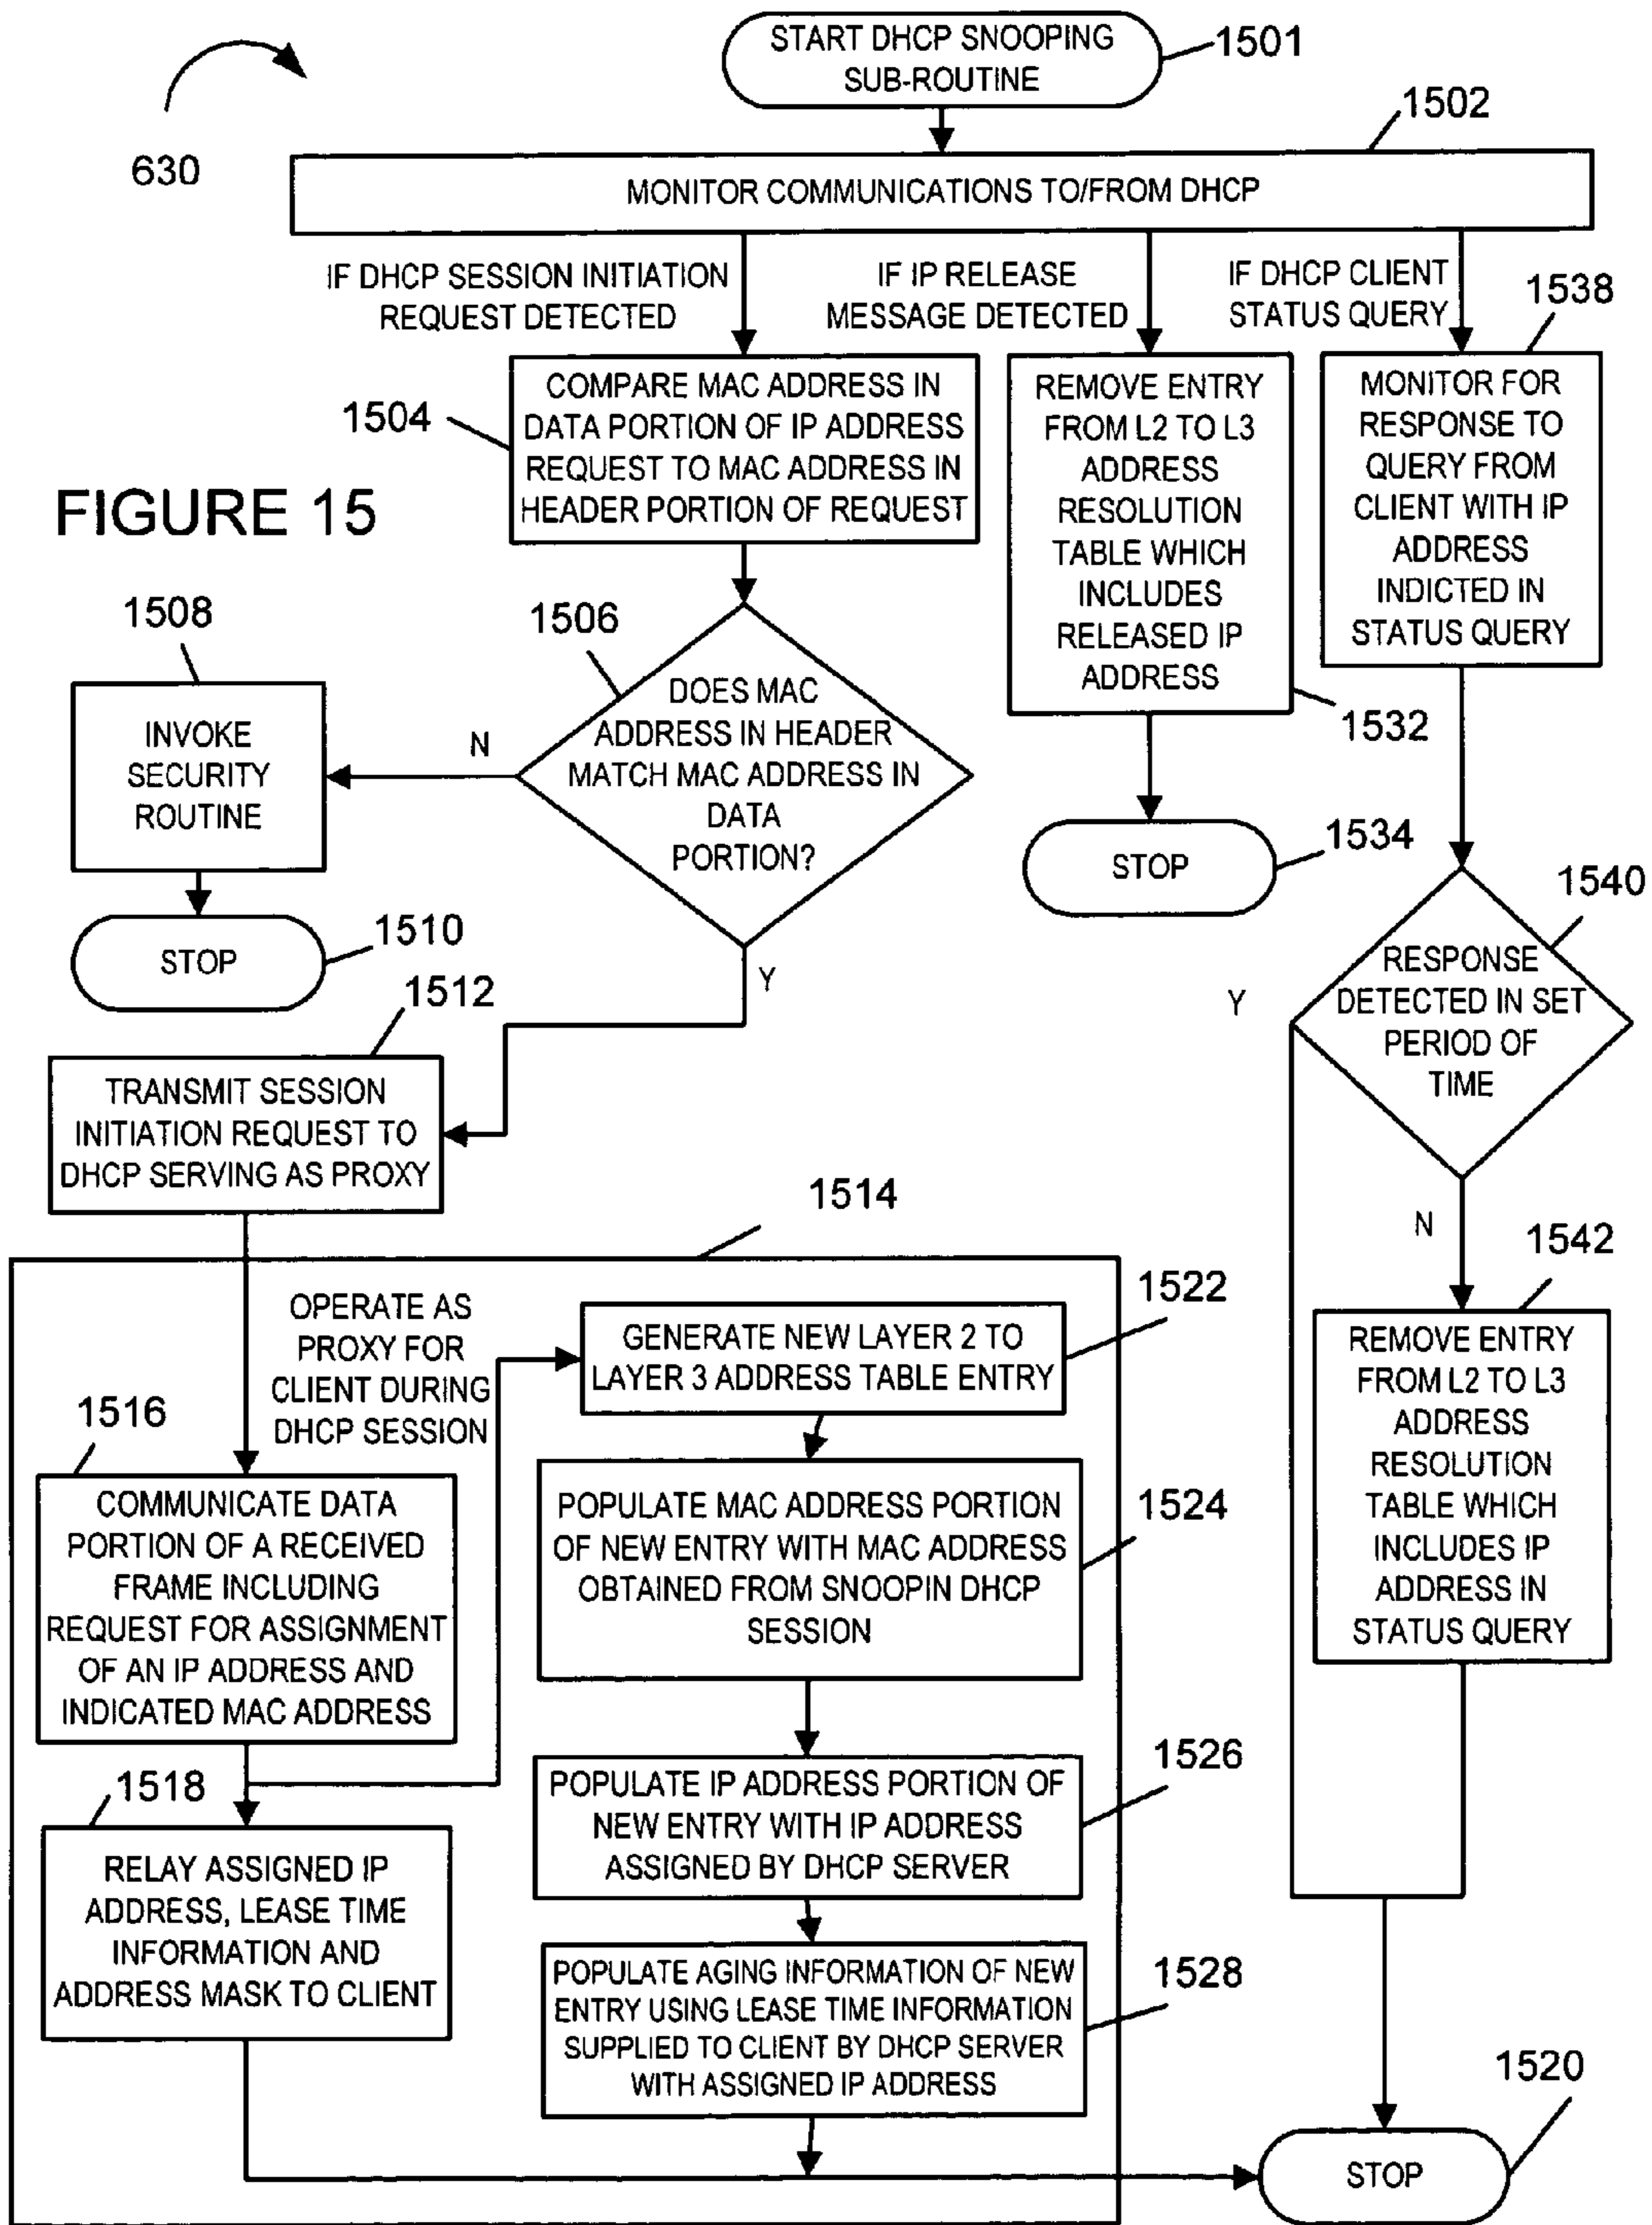 START DHCP SNOOPING
SUB-ROUTINE
1501
1502
630
MONITOR COMMUNICATIONS TO/FROM DHCP
IF DHCP SESSION INITIATION
REQUEST DETECTED
IF IP RELEASE
MESSAGE DETECTED
IF DHCP CLIENT
STATUS QUERY
1538
1504
COMPARE MAC ADDRESS IN
DATA PORTION OF IP ADDRESS
REQUEST TO MAC ADDRESS IN
HEADER PORTION OF REQUEST
REMOVE ENTRY
FROM L2 TO L3
ADDRESS
RESOLUTION
TABLE WHICH
INCLUDES
RELEASED IP
ADDRESS
MONITOR FOR
RESPONSE TO
QUERY FROM
CLIENT WITH IP
ADDRESS
INDICTED IN
STATUS QUERY
FIGURE 15
1508
1506
INVOKE
SECURITY
ROUTINE
N
DOES MAC
ADDRESS IN HEADER
MATCH MAC ADDRESS IN
DATA
PORTION?
1532
STOP
1534
STOP
1510
Y
1540
RESPONSE
DETECTED IN SET
PERIOD OF
TIME
Y
N
1512
TRANSMIT SESSION
INITIATION REQUEST TO
DHCP SERVING AS PROXY
1514
OPERATE AS
PROXY FOR
CLIENT DURING
DHCP SESSION
1522
GENERATE NEW LAYER 2 TO
LAYER 3 ADDRESS TABLE ENTRY
1542
REMOVE ENTRY
FROM L2 TO L3
ADDRESS
RESOLUTION
TABLE WHICH
INCLUDES IP
ADDRESS IN
STATUS QUERY
1516
COMMUNICATE DATA
PORTION OF A RECEIVED
FRAME INCLUDING
REQUEST FOR ASSIGNMENT
OF AN IP ADDRESS AND
INDICATED MAC ADDRESS
1524
POPULATE MAC ADDRESS PORTION
OF NEW ENTRY WITH MAC ADDRESS
OBTAINED FROM SNOOPIN DHCP
SESSION
1526
POPULATE IP ADDRESS PORTION OF
NEW ENTRY WITH IP ADDRESS
ASSIGNED BY DHCP SERVER
1518
RELAY ASSIGNED IP
ADDRESS, LEASE TIME
INFORMATION AND
ADDRESS MASK TO CLIENT
1528
POPULATE AGING INFORMATION OF NEW
ENTRY USING LEASE TIME INFORMATION
SUPPLIED TO CLIENT BY DHCP SERVER
WITH ASSIGNED IP ADDRESS
1520
STOP